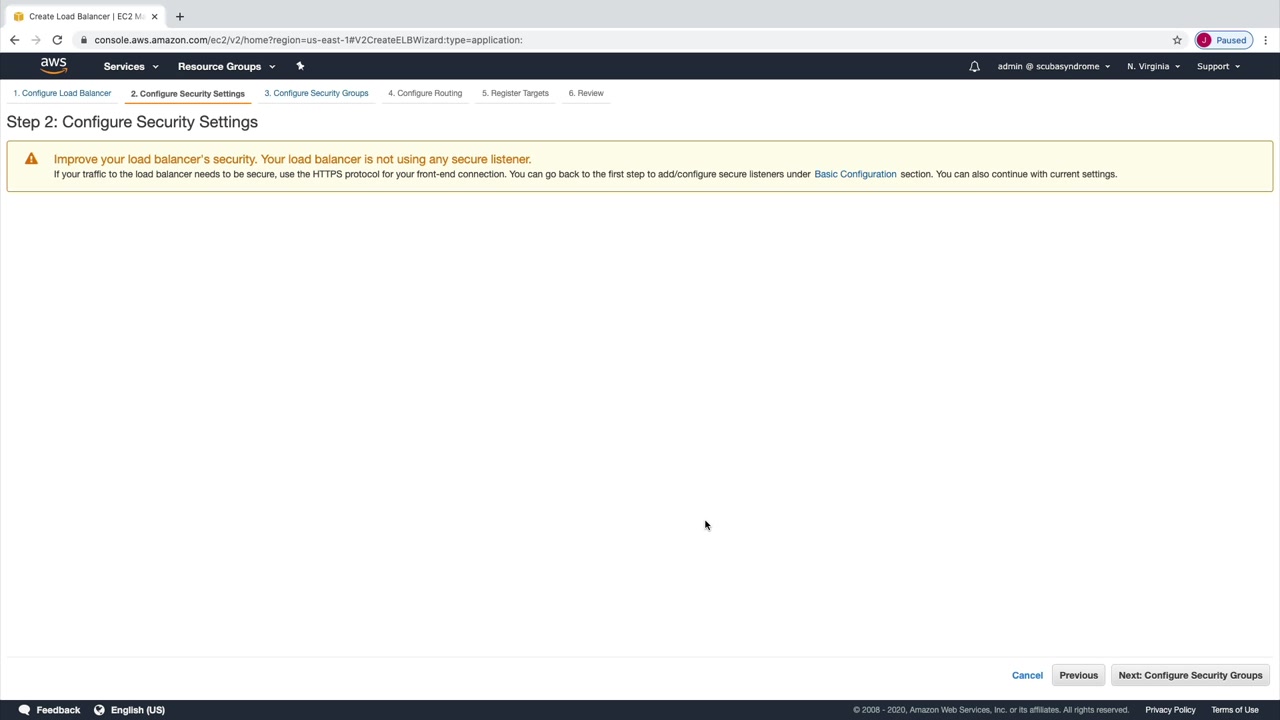 Create Load Balancer | EC2 Ma
console.aws.amazon.com/ec2/v2/home?region=us-east-1#V2CreateELBWizard:type=application:
J Paused
aws Services Resource Groups admin @ scubasyndrome N. Virginia Support
1. Configure Load Balancer 2. Configure Security Settings 3. Configure Security Groups 4. Configure Routing 5. Register Targets 6. Review
Step 2: Configure Security Settings
Improve your load balancer's security. Your load balancer is not using any secure listener.
If your traffic to the load balancer needs to be secure, use the HTTPS protocol for your front-end connection. You can go back to the first step to add/configure secure listeners under Basic Configuration section. You can also continue with current settings.
Cancel Previous Next: Configure Security Groups
Feedback English (US) © 2008 - 2020, Amazon Web Services, Inc. or its affiliates. All rights reserved. Privacy Policy Terms of Use